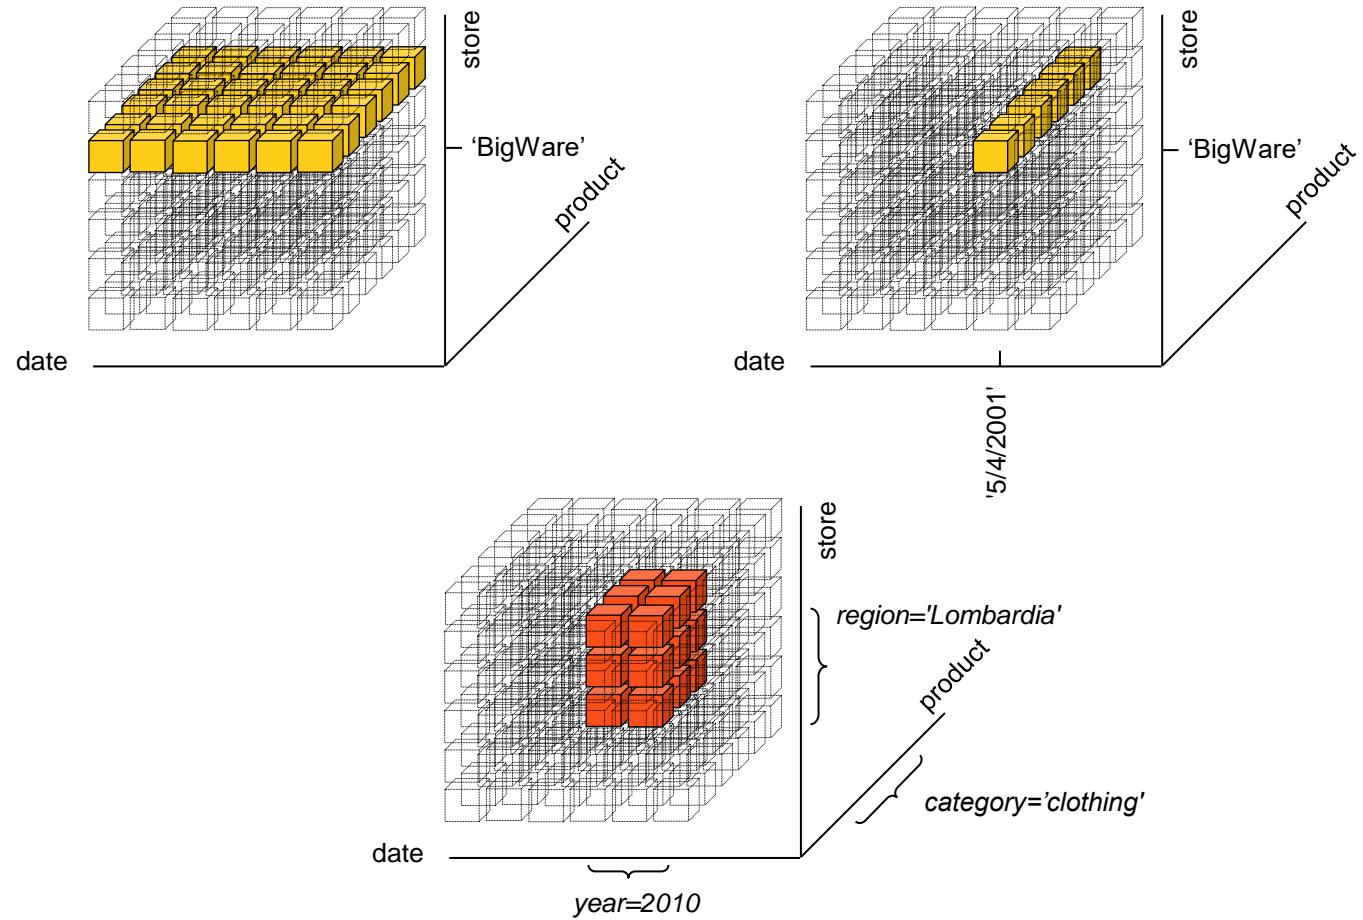 store
‘BigWare’
product
date
store
‘BigWare’
product
date
'5/4/2001'
store
region='Lombardia'
product
category=’clothing'
date
year=2010